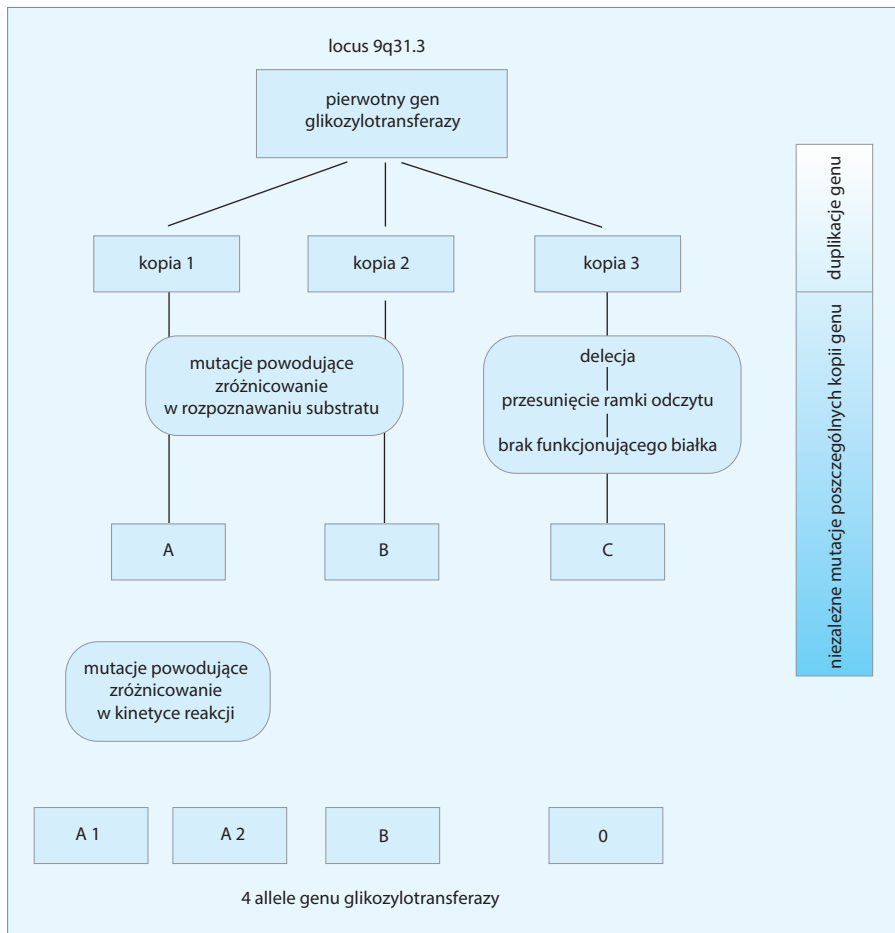 locus 9q31.3
pierwotny gen
glikozylotransferazy
kopia 1
kopia 2
kopia 3
mutacje powodujące
zróżnicowanie
w rozpoznawaniu substratu
delecja
przesunięcie ramki odczytu
brak funkcjonującego białka
A
B
C
mutacje powodujące
zróżnicowanie
w kinetyce reakcji
A 1
A 2
B
0
4 allele genu glikozylotransferazy
duplikacje genu
niezależne mutacje poszczególnych kopii genu